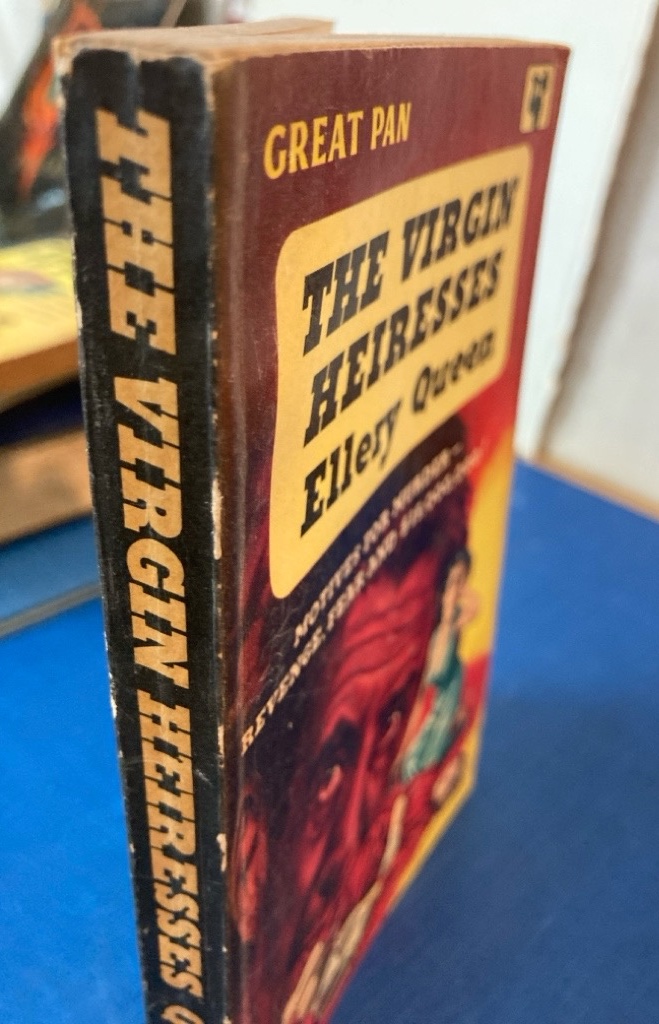 THE VIRGIN HEIRESSES Q
GREAT PAN
THE VIRGIN
HEIRESSES
Ellery Queen
MOTIVES FOR MURDER–
REVENGE, FEAR AND